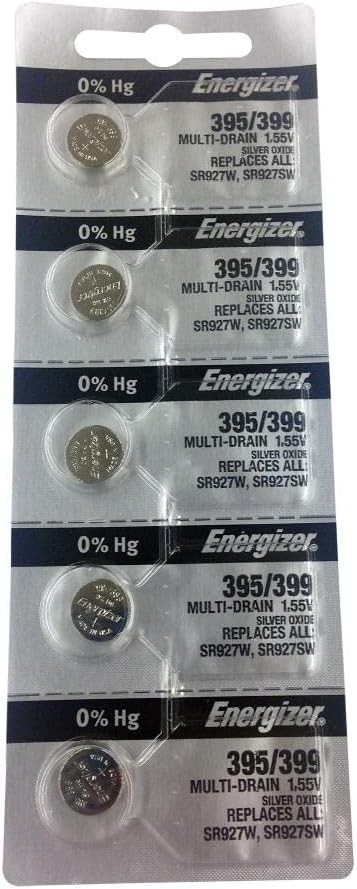 0% Hg Energizer®
395/399
MULTI-DRAIN 1.55V
SILVER OXIDE
REPLACES ALL:
SR927W, SR927SW
0% Hg Energizer®
395/399
MULTI-DRAIN 1.55V
SILVER OXIDE
REPLACES ALL:
SR927W, SR927SW
Energizer
0% Hg Energizer®
395/399
MULTI-DRAIN 1.55V
SILVER OXIDE
REPLACES ALL:
SR927W, SR927SW
Energizer
0% Hg Energizer®
395/399
MULTI-DRAIN 1.55V
SILVER OXIDE
REPLACES ALL:
SR927W, SR927SW
Energizer
0% Hg Energizer®
395/399
MULTI-DRAIN 1.55V
SILVER OXIDE
REPLACES ALL:
SR927W, SR927SW